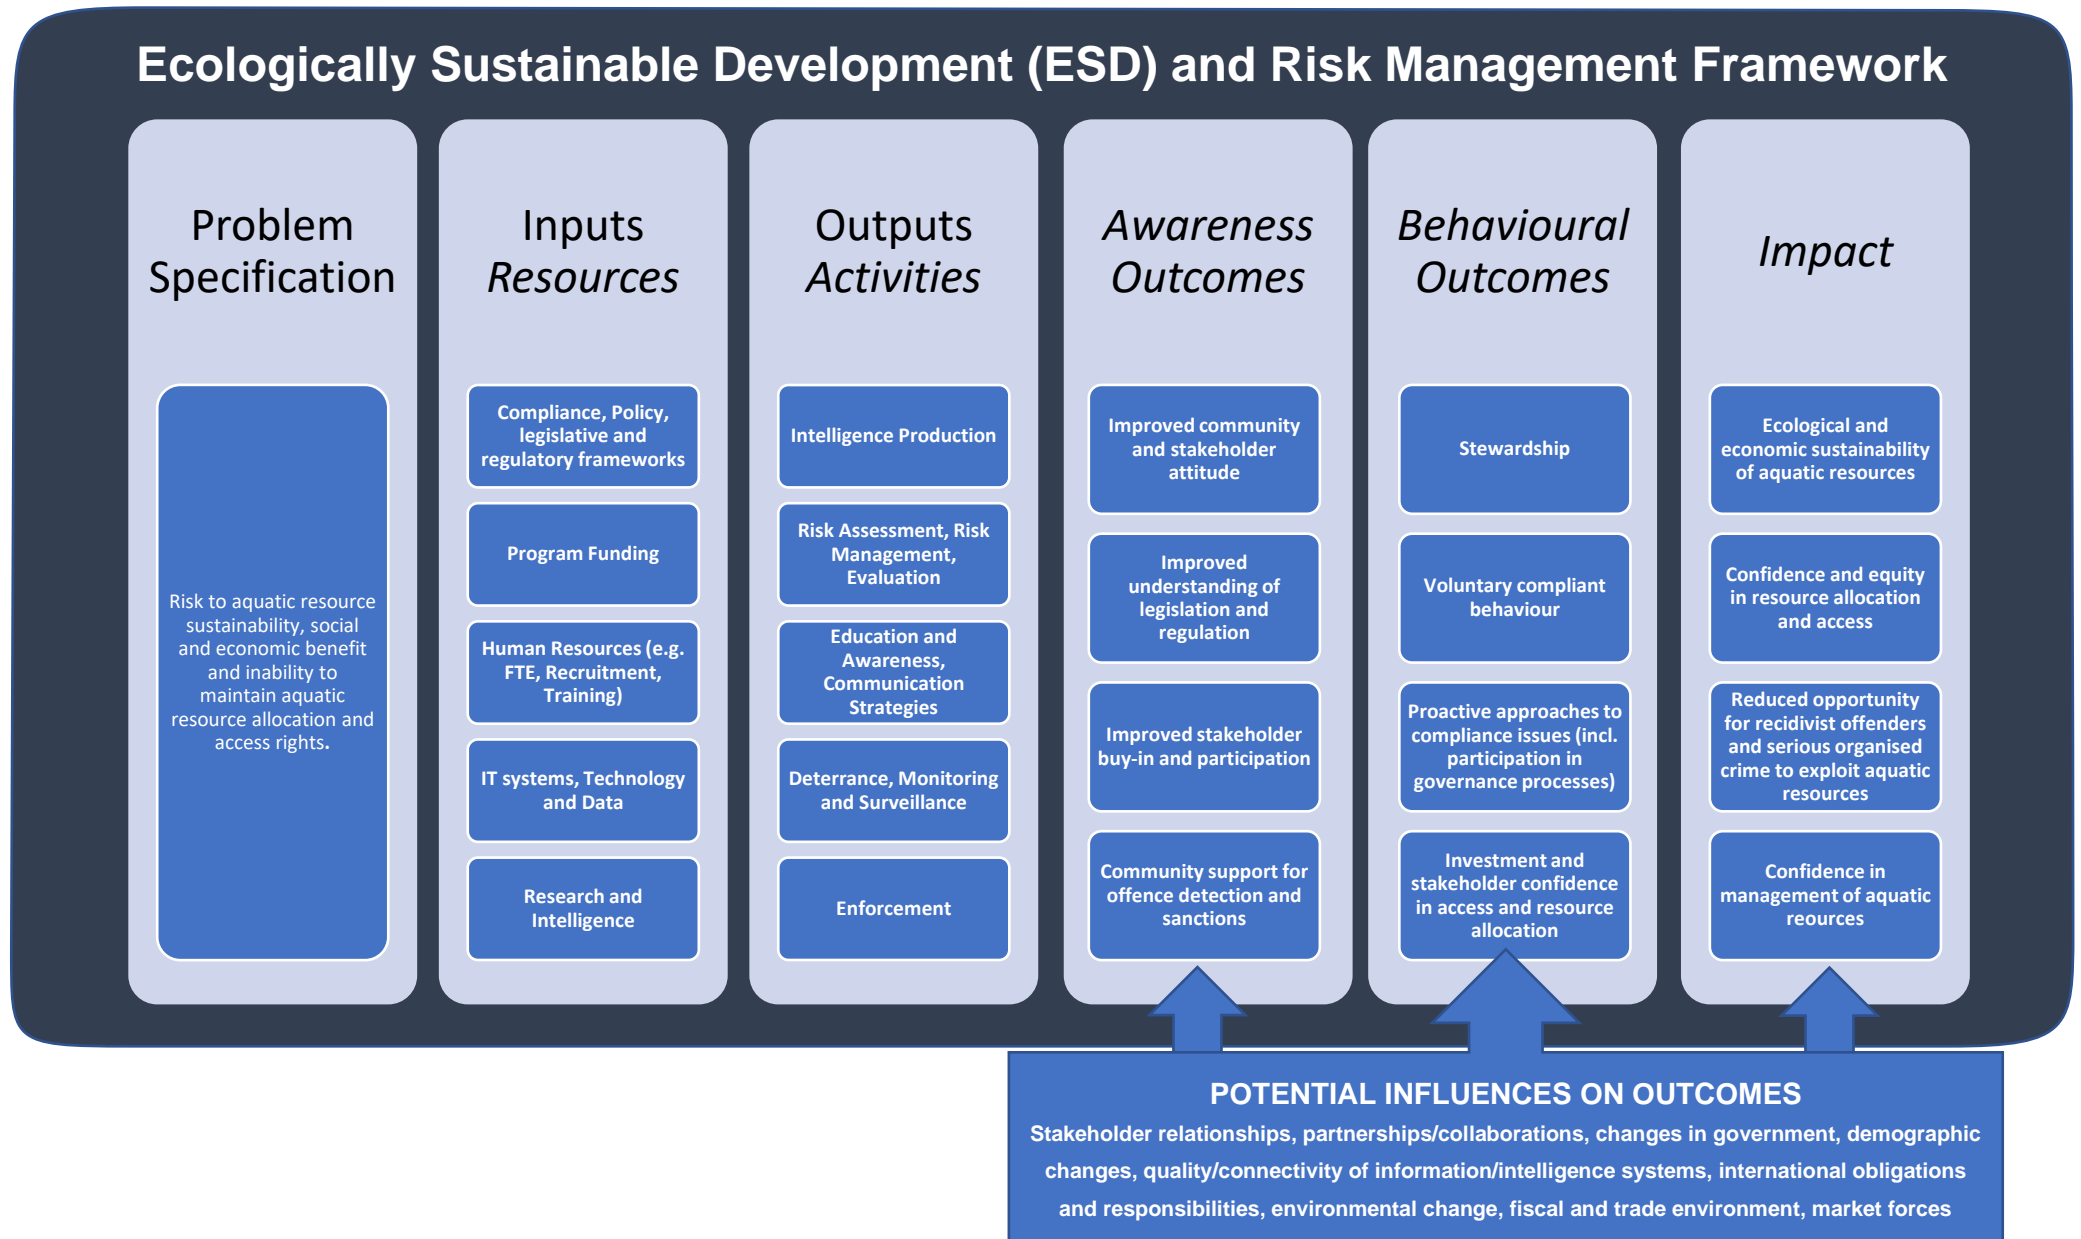 Ecologically Sustainable Development (ESD) and Risk Management Framework
Problem
Specification
Risk to aquatic resource
sustainability, social
and economic benefit
and inability to
maintain aquatic
resource allocation and
access rights.
Inputs
Resources
Compliance, Policy,
legislative and
regulatory frameworks
Program Funding
Human Resources (e.g.
FTE, Recruitment,
Training)
IT systems, Technology
and Data
Research and
Intelligence
Outputs
Activities
Intelligence Production
Risk Assessment, Risk
Management,
Evaluation
Education and
Awareness,
Communication
Strategies
Deterrance, Monitoring
and Surveillance
Enforcement
Awareness
Outcomes
Improved community
and stakeholder
attitude
Improved
understanding of
legislation and
regulation
Improved stakeholder
buy-in and participation
Community support for
offence detection and
sanctions
Behavioural
Outcomes
Stewardship
Voluntary compliant
behaviour
Proactive approaches to
compliance issues (incl.
participation in
governance processes)
Investment and
stakeholder confidence
in access and resource
allocation
Impact
Ecological and
economic sustainability
of aquatic resources
Confidence and equity
in resource allocation
and access
Reduced opportunity
for recidivist offenders
and serious organised
crime to exploit aquatic
resources
Confidence in
management of aquatic
reources
POTENTIAL INFLUENCES ON OUTCOMES
Stakeholder relationships, partnerships/collaborations, changes in government, demographic
changes, quality/connectivity of information/intelligence systems, international obligations
and responsibilities, environmental change, fiscal and trade environment, market forces